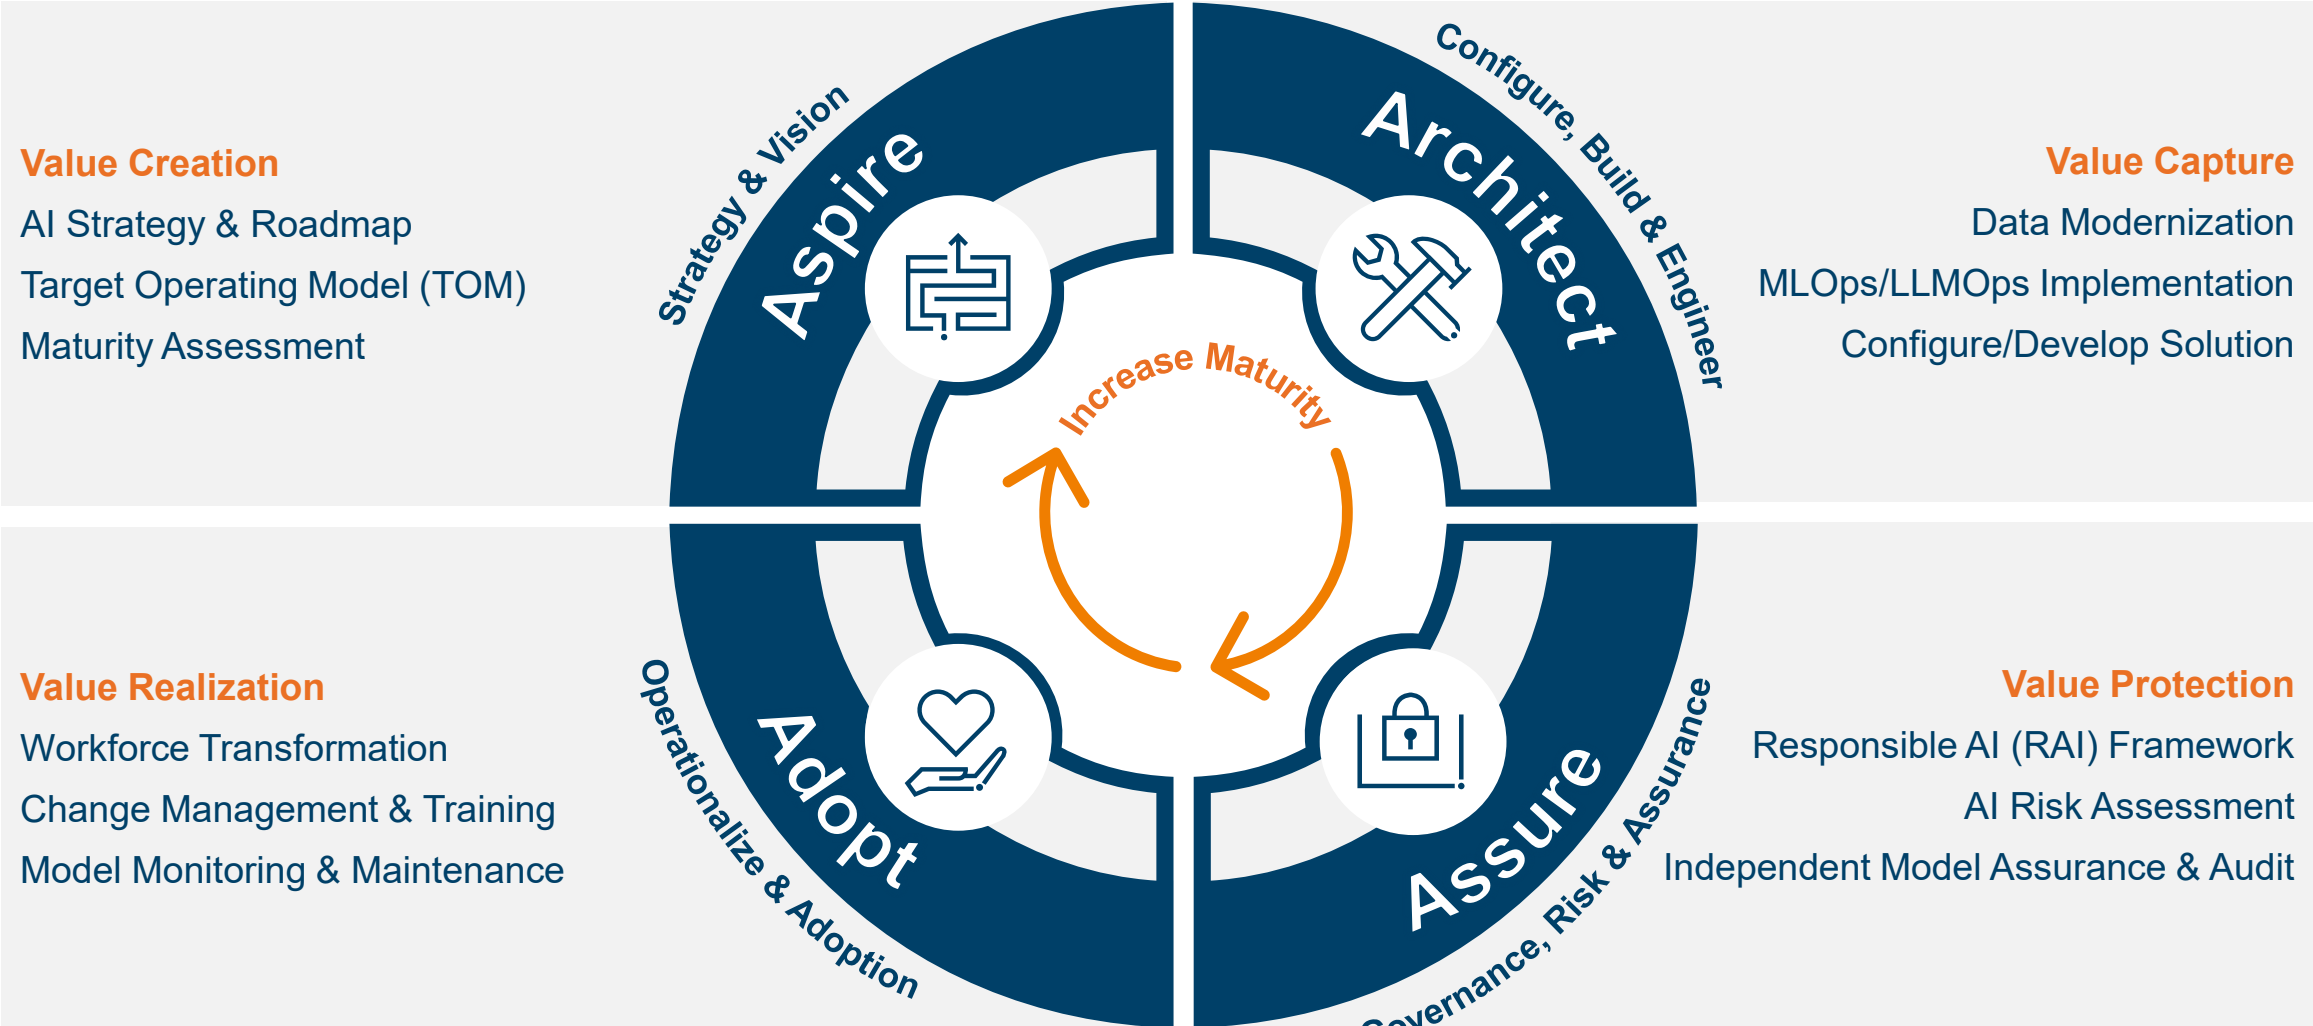 Value Creation
AI Strategy & Roadmap
Target Operating Model (TOM)
Maturity Assessment
Strategy & Vision
Aspire
Configure, Build & Engineer
Architect
Value Capture
Data Modernization
MLOps/LLMOps Implementation
Configure/Develop Solution
Increase Maturity
Value Realization
Workforce Transformation
Change Management & Training
Model Monitoring & Maintenance
Operationalize & Adoption
Adopt
Assure
Governance, Risk & Assurance
Value Protection
Responsible AI (RAI) Framework
AI Risk Assessment
Independent Model Assurance & Audit